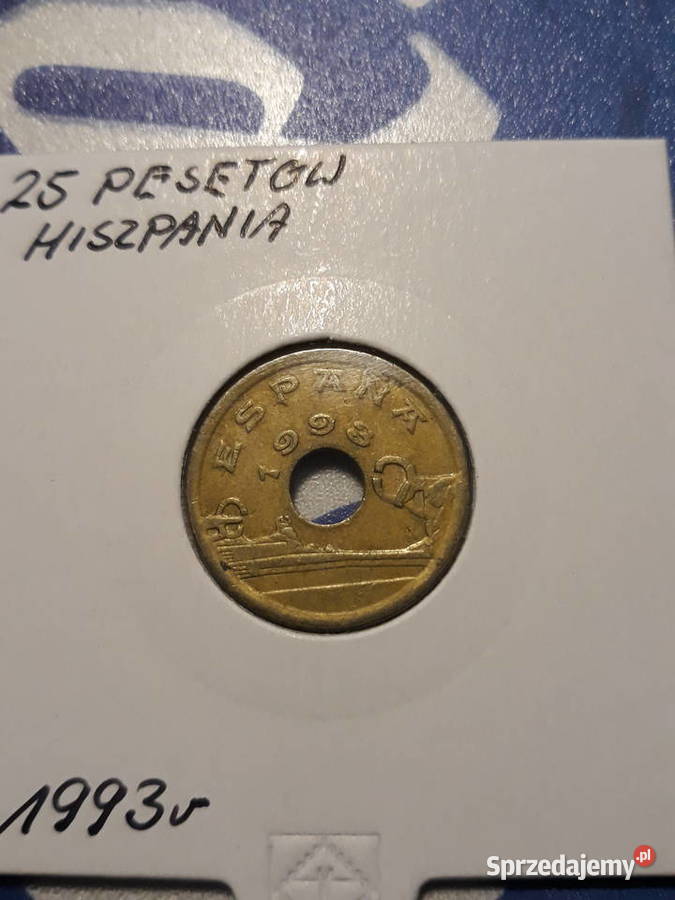 25 PESETOW
HISZPANIA
ESPAÑA
1993
1993r
Sprzedajemy.pl